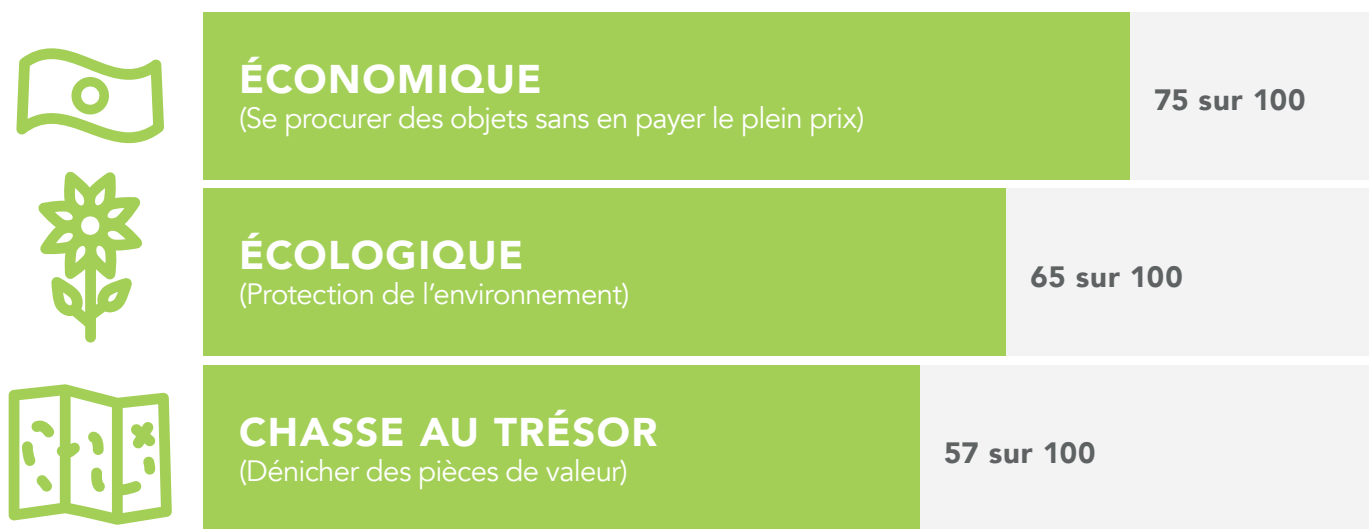 ÉCONOMIQUE
(Se procurer des objets sans en payer le plein prix)
75 sur 100
ÉCOLOGIQUE
(Protection de l’environnement)
65 sur 100
CHASSE AU TRÉSOR
(Dénicher des pièces de valeur)
57 sur 100